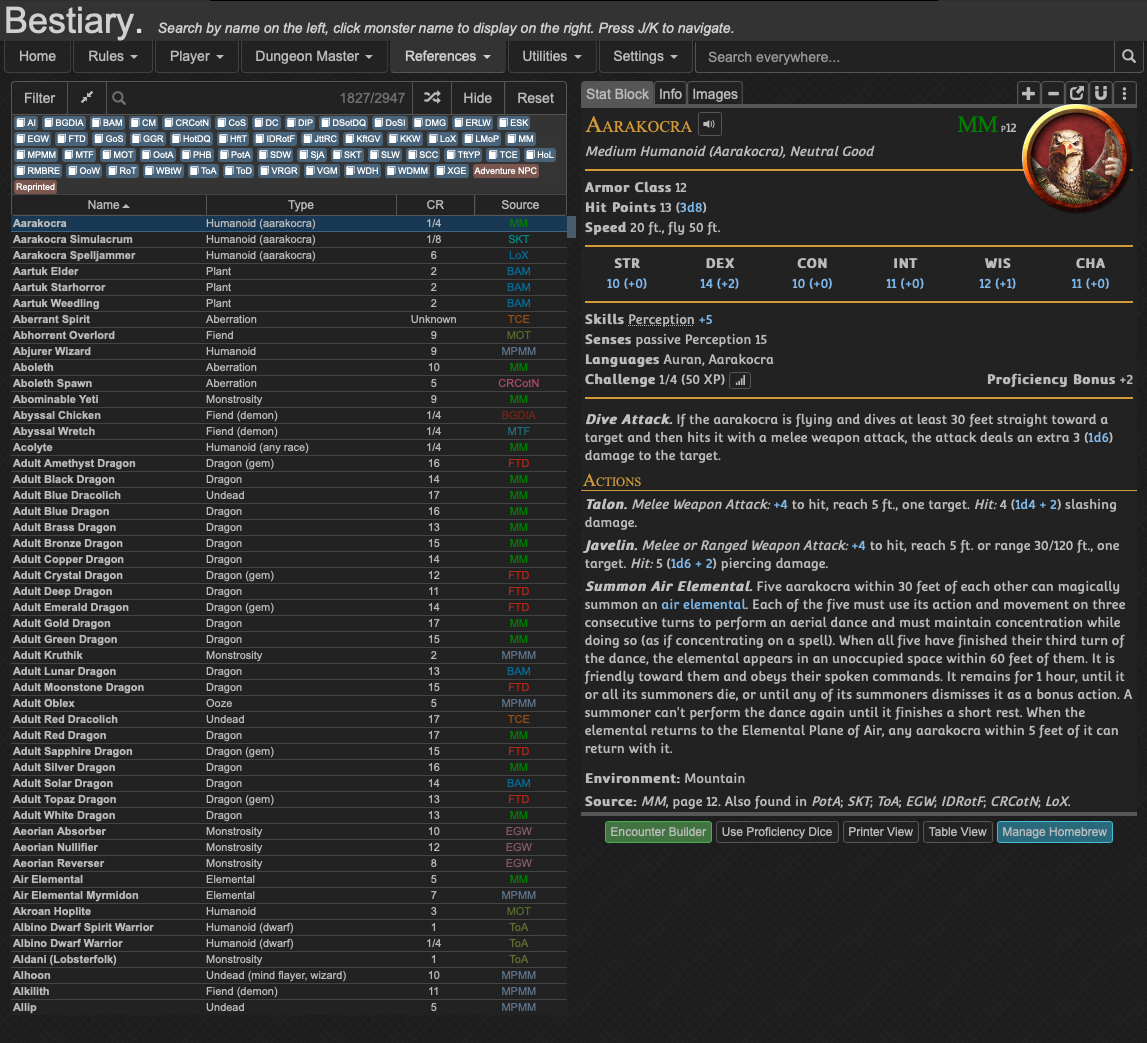 Bestiary. Search by name on the left, click monster name to display on the right. Press J/K to navigate.
Home Rules Player Dungeon Master References Utilities Settings Search everywhere...
Filter 1827/2947 Hide Reset
AI BGDIA BAM CM CRCotN CoS DC DIP DSotDQ DoSI DMG ERLW ESK
EGW FTD GoS GGR HotDQ HftT IDRotF JttRC KftGV KKW LoX LMoP MM
MPMM MTF MOT OotA PHB PotA SDW SjA SKT SLW SCC TftYP TCE HoL
RMBRE OoW RoT WBtW ToA ToD VRGR VGM WDH WDMM XGE Adventure NPC
Reprinted
Name Type CR Source
Aarakocra Humanoid (aarakocra) 1/4 MM
Aarakocra Simulacrum Humanoid (aarakocra) 1/8 SKT
Aarakocra Spelljammer Humanoid (aarakocra) 6 LoX
Aartuk Elder Plant 2 BAM
Aartuk Starhorror Plant 2 BAM
Aartuk Weedling Plant 2 BAM
Aberrant Spirit Aberration Unknown TCE
Abhorrent Overlord Fiend 9 MOT
Abjurer Wizard Humanoid 9 MPMM
Aboleth Aberration 10 MM
Aboleth Spawn Aberration 5 CRCotN
Abominable Yeti Monstrosity 9 MM
Abyssal Chicken Fiend (demon) 1/4 BGDIA
Abyssal Wretch Fiend (demon) 1/4 MTF
Acolyte Humanoid (any race) 1/4 MM
Adult Amethyst Dragon Dragon (gem) 16 FTD
Adult Black Dragon Dragon 14 MM
Adult Blue Dracolich Undead 17 MM
Adult Blue Dragon Dragon 16 MM
Adult Brass Dragon Dragon 13 MM
Adult Bronze Dragon Dragon 15 MM
Adult Copper Dragon Dragon 14 MM
Adult Crystal Dragon Dragon (gem) 12 FTD
Adult Deep Dragon Dragon 11 FTD
Adult Emerald Dragon Dragon (gem) 14 FTD
Adult Gold Dragon Dragon 17 MM
Adult Green Dragon Dragon 15 MM
Adult Kruthik Monstrosity 2 MPMM
Adult Lunar Dragon Dragon 13 BAM
Adult Moonstone Dragon Dragon 15 FTD
Adult Oblex Ooze 5 MPMM
Adult Red Dracolich Undead 17 TCE
Adult Red Dragon Dragon 17 MM
Adult Sapphire Dragon Dragon (gem) 15 FTD
Adult Silver Dragon Dragon 16 MM
Adult Solar Dragon Dragon 14 BAM
Adult Topaz Dragon Dragon (gem) 13 FTD
Adult White Dragon Dragon 13 MM
Aeorian Absorber Monstrosity 10 EGW
Aeorian Nullifier Monstrosity 12 EGW
Aeorian Reverser Monstrosity 8 EGW
Air Elemental Elemental 5 MM
Air Elemental Myrmidon Elemental 7 MPMM
Akroan Hoplite Humanoid 3 MOT
Albino Dwarf Spirit Warrior Humanoid (dwarf) 1 ToA
Albino Dwarf Warrior Humanoid (dwarf) 1/4 ToA
Aldani (Lobsterfolk) Monstrosity 1 ToA
Alhoon Undead (mind flayer, wizard) 10 MPMM
Alkilith Fiend (demon) 11 MPMM
Allip Undead 5 MPMM
Stat Block Info Images
Aarakocra MM P12
Medium Humanoid (Aarakocra), Neutral Good
Armor Class 12
Hit Points 13 (3d8)
Speed 20 ft., fly 50 ft.
STR DEX CON INT WIS CHA
10 (+0) 14 (+2) 10 (+0) 11 (+0) 12 (+1) 11 (+0)
Skills Perception +5
Senses passive Perception 15
Languages Auran, Aarakocra
Challenge 1/4 (50 XP) Proficiency Bonus +2
Dive Attack. If the aarakocra is flying and dives at least 30 feet straight toward a
target and then hits it with a melee weapon attack, the attack deals an extra 3 (1d6)
damage to the target.
Actions
Talon. Melee Weapon Attack: +4 to hit, reach 5 ft., one target. Hit: 4 (1d4 + 2) slashing
damage.
Javelin. Melee or Ranged Weapon Attack: +4 to hit, reach 5 ft. or range 30/120 ft., one
target. Hit: 5 (1d6 + 2) piercing damage.
Summon Air Elemental. Five aarakocra within 30 feet of each other can magically
summon an air elemental. Each of the five must use its action and movement on three
consecutive turns to perform an aerial dance and must maintain concentration while
doing so (as if concentrating on a spell). When all five have finished their third turn of
the dance, the elemental appears in an unoccupied space within 60 feet of them. It is
friendly toward them and obeys their spoken commands. It remains for 1 hour, until it
or all its summoners die, or until any of its summoners dismisses it as a bonus action. A
summoner can't perform the dance again until it finishes a short rest. When the
elemental returns to the Elemental Plane of Air, any aarakocra within 5 feet of it can
return with it.
Environment: Mountain
Source: MM, page 12. Also found in PotA; SKT; ToA; EGW; IDRotF; CRCotN; LoX.
Encounter Builder Use Proficiency Dice Printer View Table View Manage Homebrew